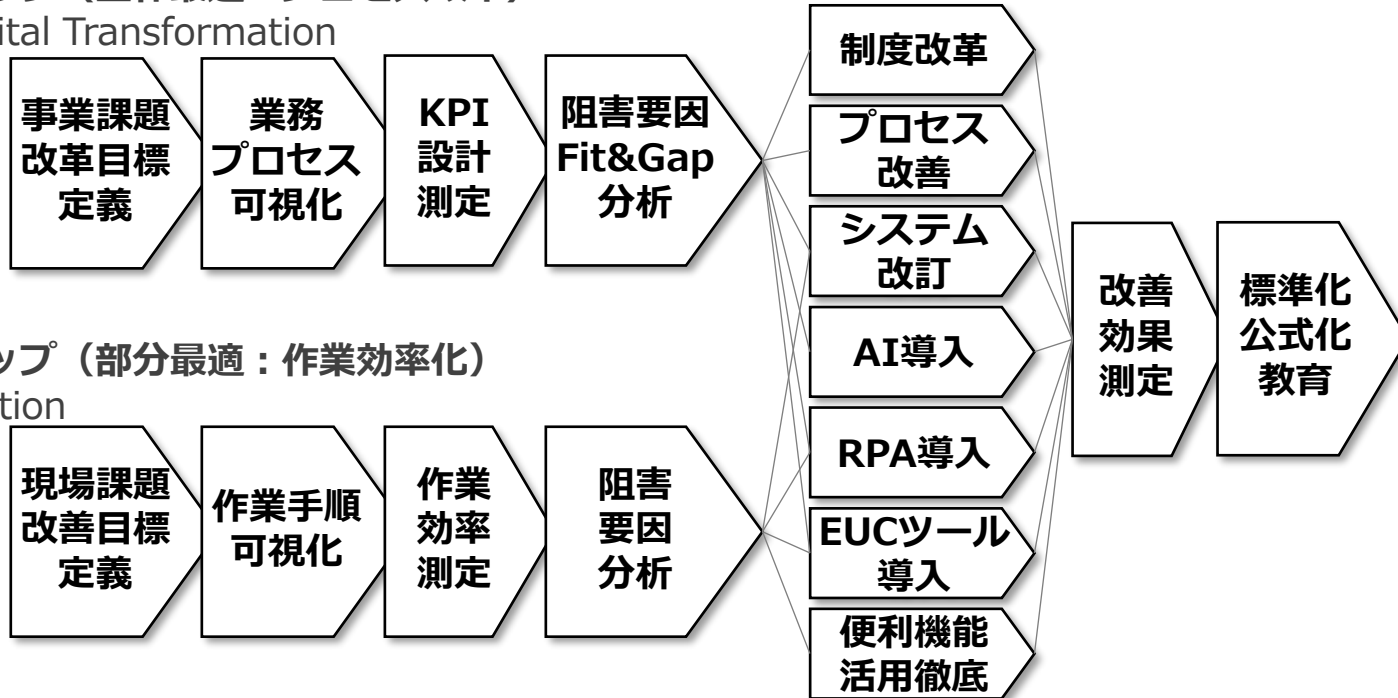 ital Transformation
事業課題
改革目標
定義
業務
プロセス
可視化
KPI
設計
測定
阻害要因
Fit&Gap
分析
ップ（部分最適：作業効率化）
tion
現場課題
改善目標
定義
作業手順
可視化
作業
効率
測定
阻害
要因
分析
制度改革
プロセス
改善
システム
改訂
AI導入
RPA導入
EUCツール
導入
便利機能
活用徹底
改善
効果
測定
標準化
公式化
教育